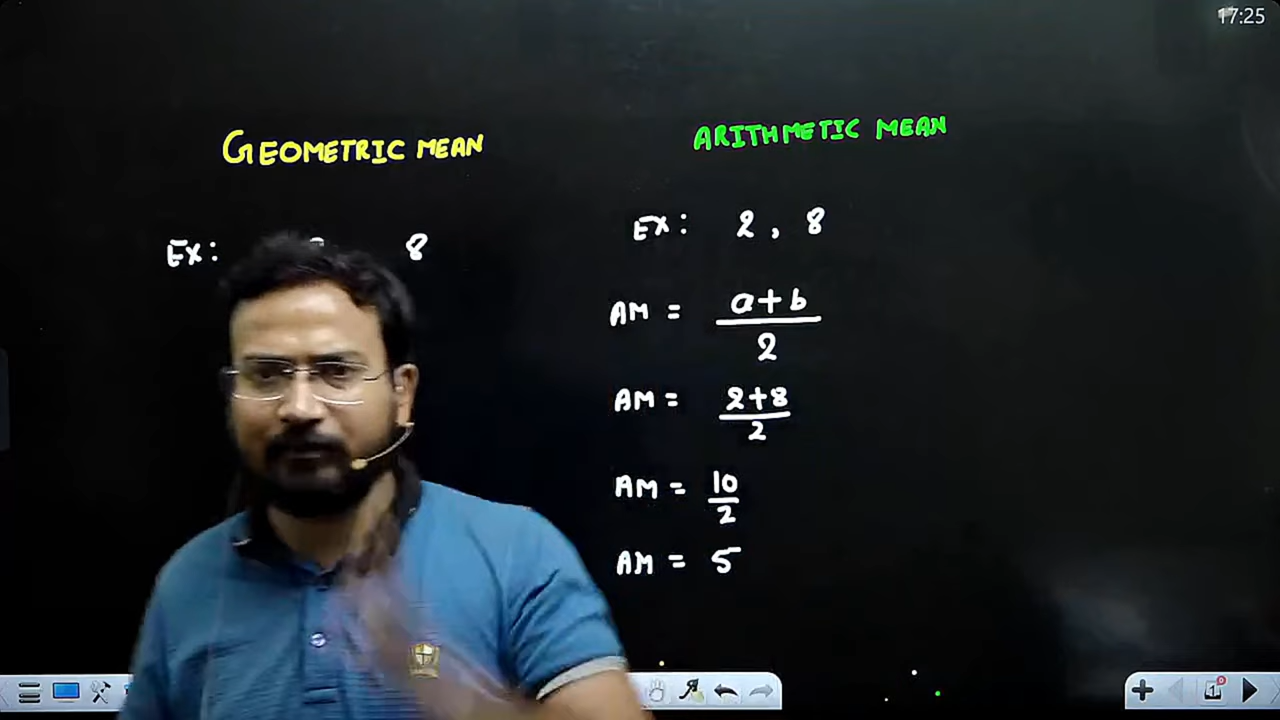 17:25
GEOMETRIC MEAN
EX: 8
ARITHMETIC MEAN
EX: 2, 8
AM = a+b
2
AM = 2+8
2
AM = 10
2
AM = 5
1